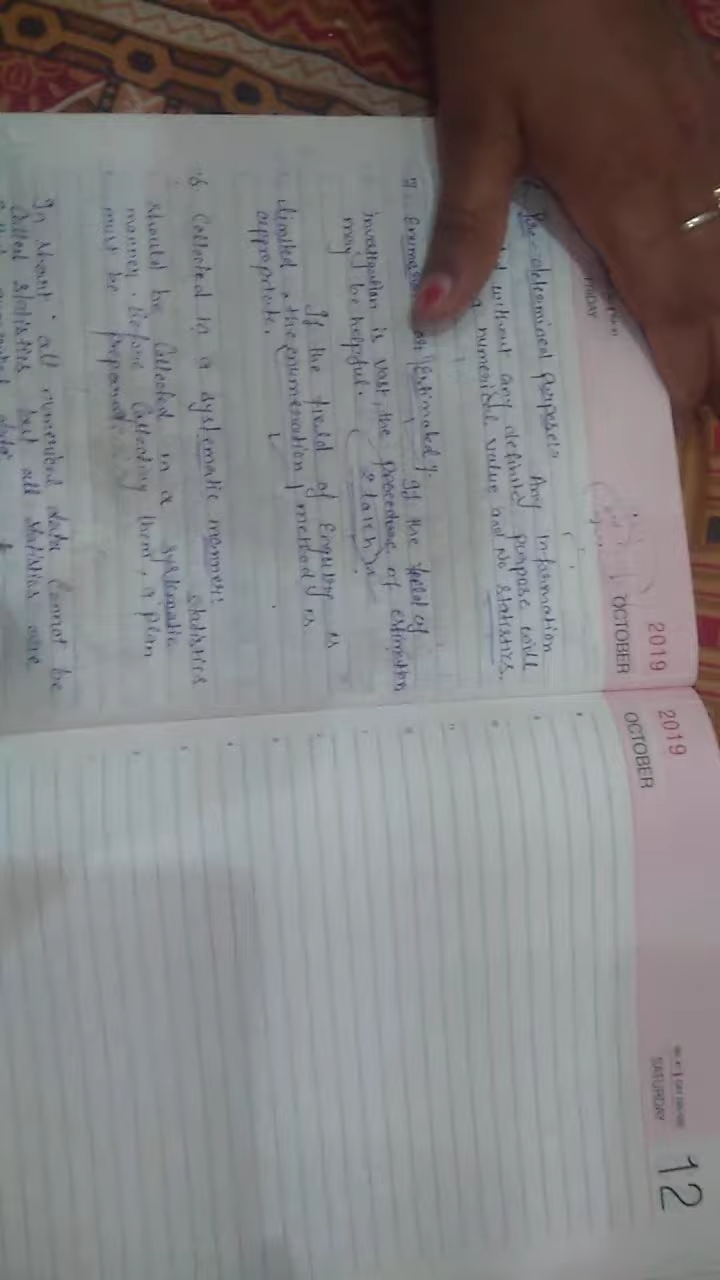 FRIDAY
OCTOBER
2019
Pre-determined purpose:- Any information
without any definite purpose will
numerical value and No statistics.
7. or Estimated :- If the field of
investigation is vast, the procedure of estimation
may be helpful.
If the field of Enquiry is
limited, the enumeration method is
appropriate.
8. Collected in a systematic manner: statistics
should be Collected in a systematic
manner. Before Collecting them, a plan
must be prepared.
In short, all numerical data Cannot be
Called statistics but all statistics are
2019
OCTOBER
SATURDAY
12